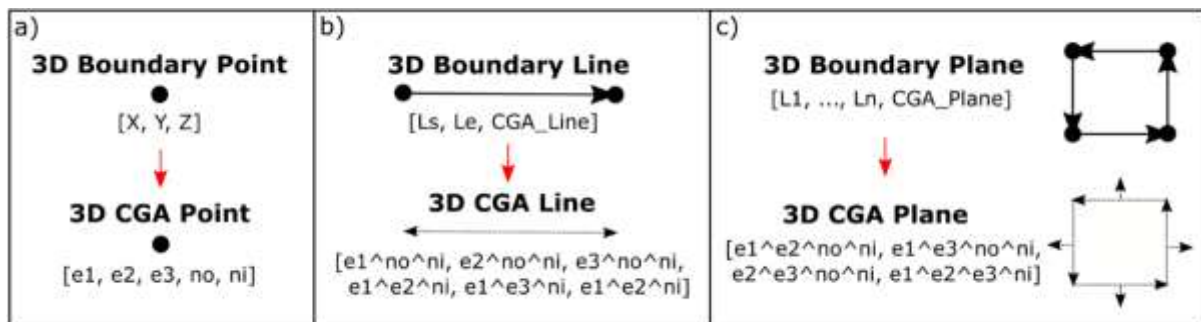 a)
3D Boundary Point
[X, Y, Z]
3D CGA Point
[e1, e2, e3, no, ni]
b)
3D Boundary Line
[Ls, Le, CGA_Line]
3D CGA Line
[e1^no^ni, e2^no^ni, e3^no^ni,
e1^e2^ni, e1^e3^ni, e1^e2^ni]
c)
3D Boundary Plane
[L1, ..., Ln, CGA_Plane]
3D CGA Plane
[e1^e2^no^ni, e1^e3^no^ni,
e2^e3^no^ni, e1^e2^e3^ni]